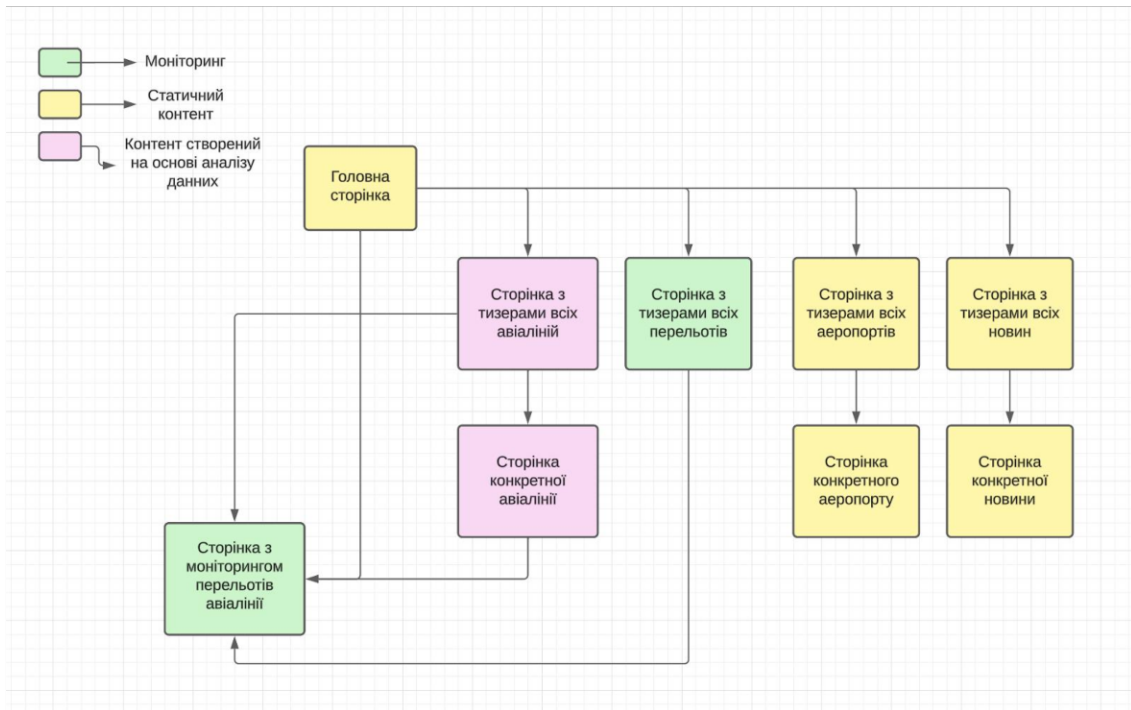 Моніторинг
Статичний
контент
Контент створений
на основі аналізу
данних
Головна
сторінка
Сторінка з
тизерами всіх
авіаліній
Сторінка з
тизерами всіх
перельотів
Сторінка з
тизерами всіх
аеропортів
Сторінка з
тизерами всіх
новин
Сторінка
конкретної
авіалінії
Сторінка
конкретного
аеропорту
Сторінка
конкретної
новини
Сторінка з
моніторингом
перельотів
авіалінії